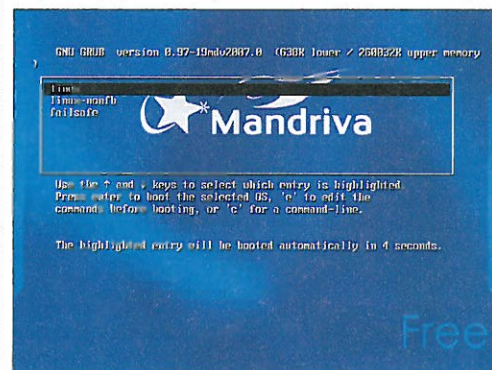 GNU GRUB version 0.97-19mdv2007.0 (638K lower / 260032K upper memory
)
linux
linux-nonfb
failsafe
Mandriva
Use the ↑ and ↓ keys to select which entry is highlighted.
Press enter to boot the selected OS, 'e' to edit the
commands before booting, or 'c' for a command-line.
The highlighted entry will be booted automatically in 4 seconds.
Free